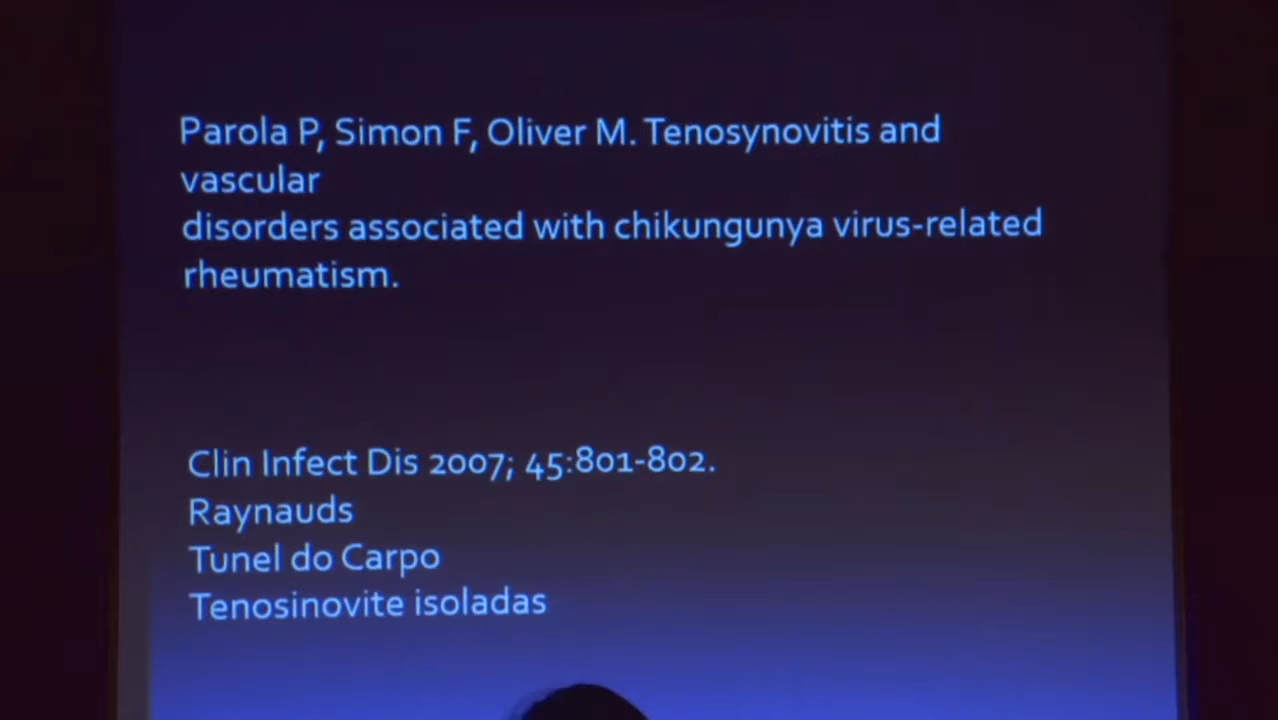 Parola P, Simon F, Oliver M. Tenosynovitis and
vascular
disorders associated with chikungunya virus-related
rheumatism.
Clin Infect Dis 2007; 45:801-802.
Raynauds
Tunel do Carpo
Tenosinovite isoladas